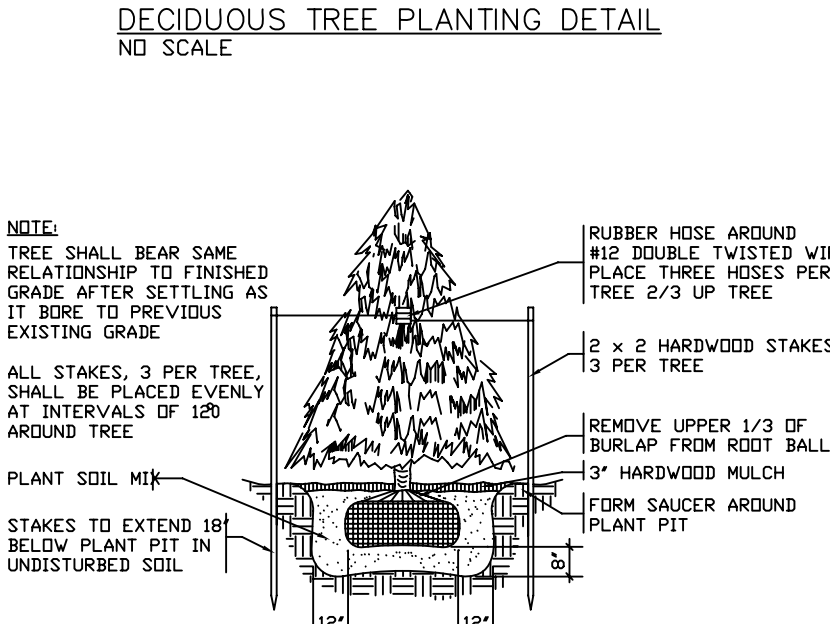 DECIDUOUS TREE PLANTING DETAIL
NO SCALE
NOTE:
TREE SHALL BEAR SAME
RELATIONSHIP TO FINISHED
GRADE AFTER SETTLING AS
IT BORE TO PREVIOUS
EXISTING GRADE
ALL STAKES, 3 PER TREE,
SHALL BE PLACED EVENLY
AT INTERVALS OF 120°
AROUND TREE
PLANT SOIL MIX
STAKES TO EXTEND 18"
BELOW PLANT PIT IN
UNDISTURBED SOIL
RUBBER HOSE AROUND
#12 DOUBLE TWISTED
PLACE THREE HOSES PER
TREE 2/3 UP TREE
2 x 2 HARDWOOD STAKES
3 PER TREE
REMOVE UPPER 1/3 OF
BURLAP FROM ROOT BALL
3" HARDWOOD MULCH
FORM SAUCER AROUND
PLANT PIT
8"
12"
12"